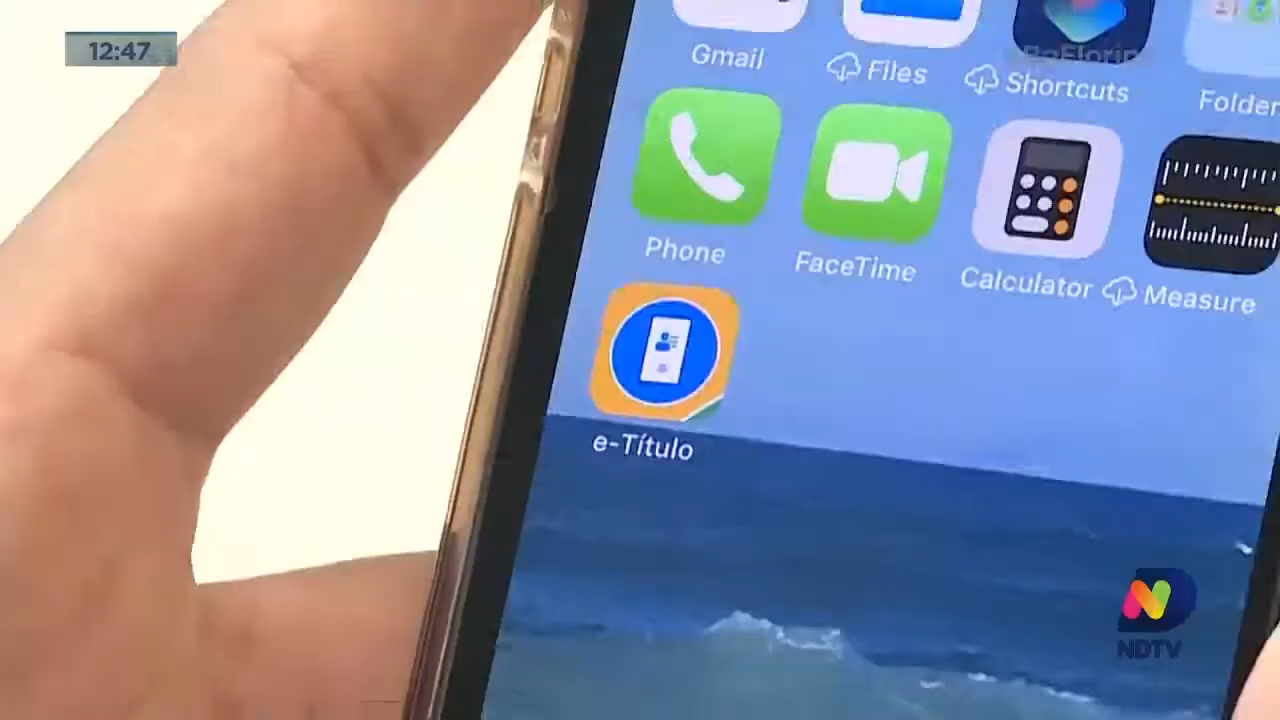 12:47
Gmail
Files
Shortcuts
Folder
Phone
FaceTime
Calculator
Measure
e-Título
NDTV